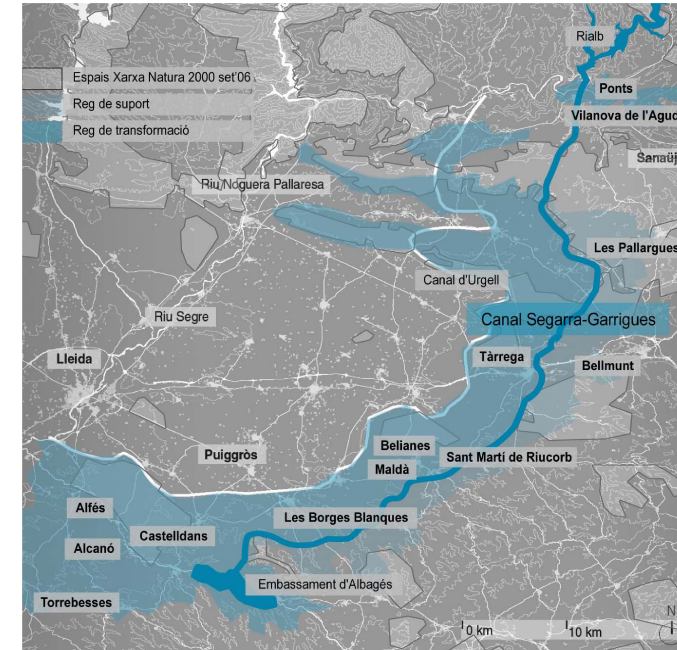 Rialb
Espais Xarxa Natura 2000 set'06
Reg de suport
Ponts
Vilanova de l'Agud
Reg de transformació
Sanaüj
Riu Noguera Pallaresa
Les Pallargues
Canal d'Urgell
Riu Segre
Canal Segarra-Garrigues
Lleida
Tàrrega
Bellmunt
Belianes
Puiggròs
Sant Martí de Riucorb
Maldà
Alfés
Les Borges Blanques
Castelldans
Alcanó
Embassament d'Albagés
Torrebesses
N
0 km
10 km